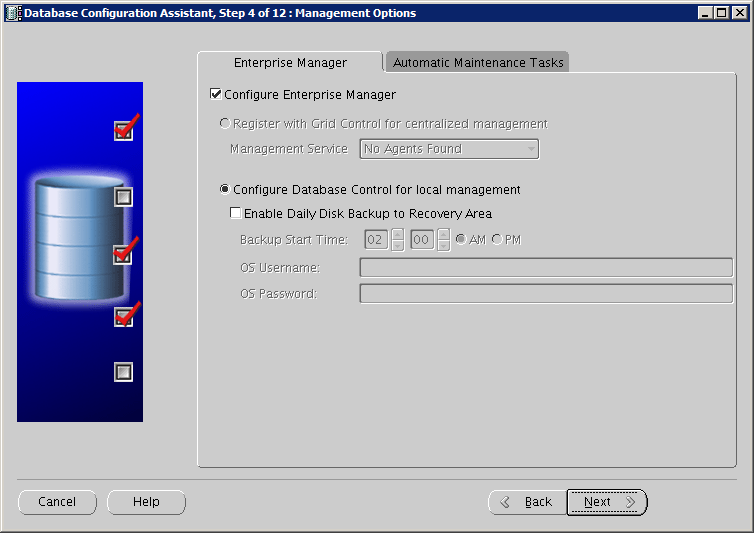 Database Configuration Assistant, Step 4 of 12 : Management Options
Enterprise Manager
Automatic Maintenance Tasks
Configure Enterprise Manager
Register with Grid Control for centralized management
Management Service No Agents Found
Configure Database Control for local management
Enable Daily Disk Backup to Recovery Area
Backup Start Time: 02 00 AM PM
OS Username:
OS Password:
Cancel Help Back Next